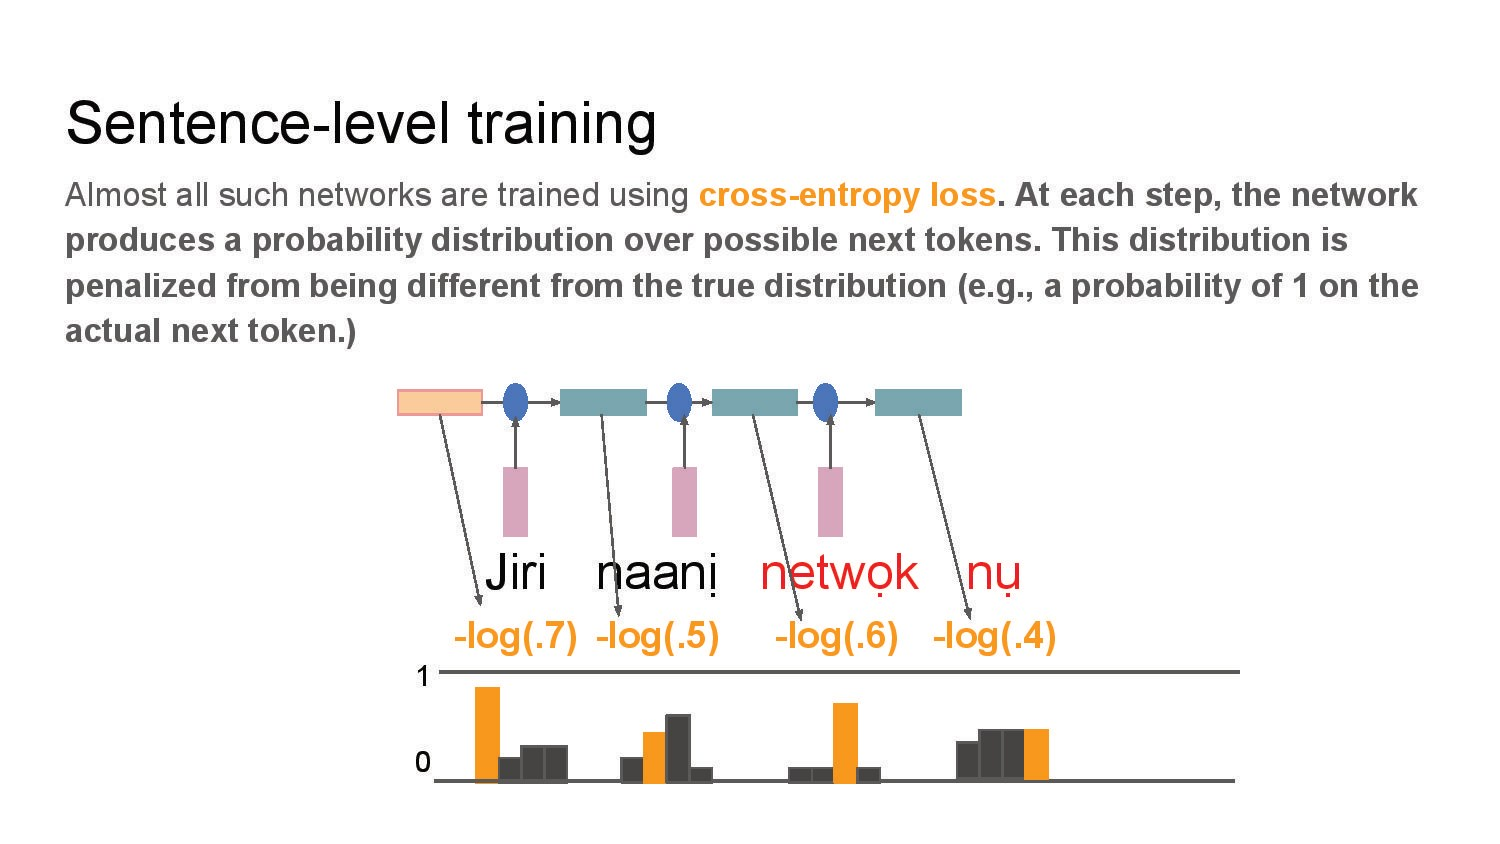 Sentence-level training
Almost all such networks are trained using cross-entropy loss. At each step, the network
produces a probability distribution over possible next tokens. This distribution is
penalized from being different from the true distribution (e.g., a probability of 1 on the
actual next token.)
Jiri naanị netwọk nụ
-log(.7) -log(.5) -log(.6) -log(.4)
1
0